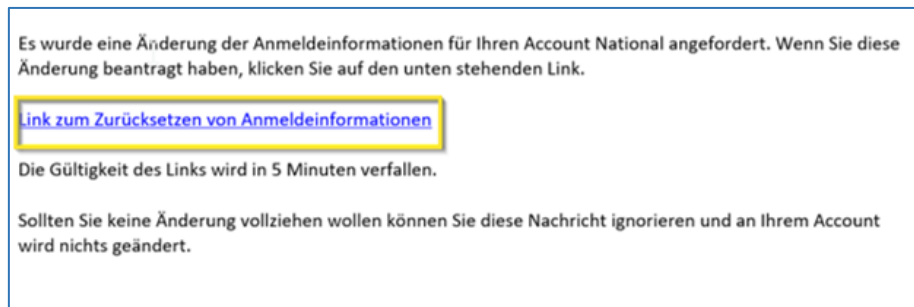 Es wurde eine Änderung der Anmeldeinformationen für Ihren Account National angefordert. Wenn Sie diese
Änderung beantragt haben, klicken Sie auf den unten stehenden Link.
Link zum Zurücksetzen von Anmeldeinformationen
Die Gültigkeit des Links wird in 5 Minuten verfallen.
Sollten Sie keine Änderung vollziehen wollen können Sie diese Nachricht ignorieren und an Ihrem Account
wird nichts geändert.